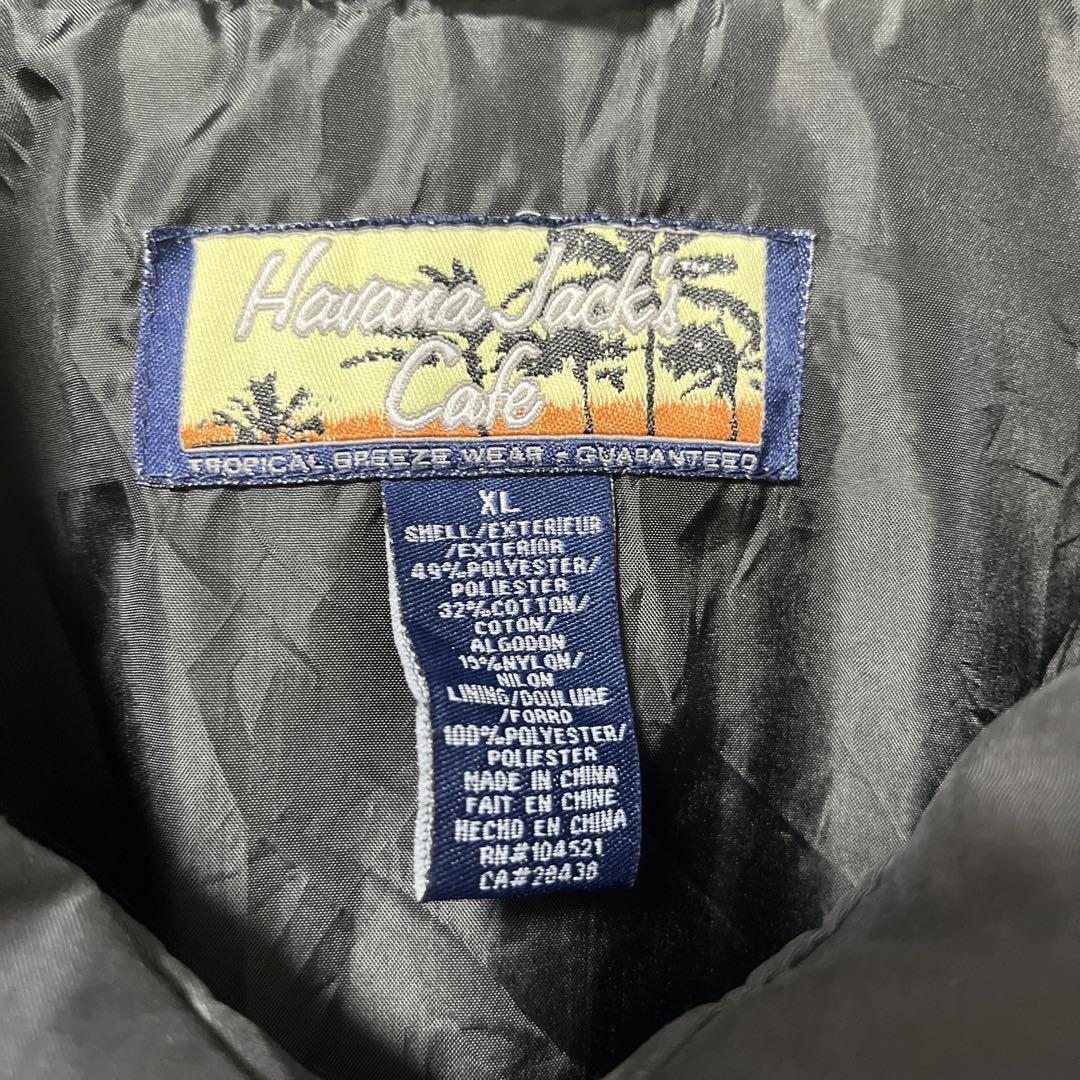 Havana Jack's
Cafe
TROPICAL BREEZE WEAR - GUARANTEED
XL
SHELL/EXTERIEUR
/EXTERIOR
49%POLYESTER/
POLIESTER
32%COTTON/
COTON/
ALGODON
19%NYLON/
NILON
LINING/DOULURE
/FORRO
100%POLYESTER/
POLIESTER
MADE IN CHINA
FAIT EN CHINE
HECHO EN CHINA
RN#104521
CA#28438